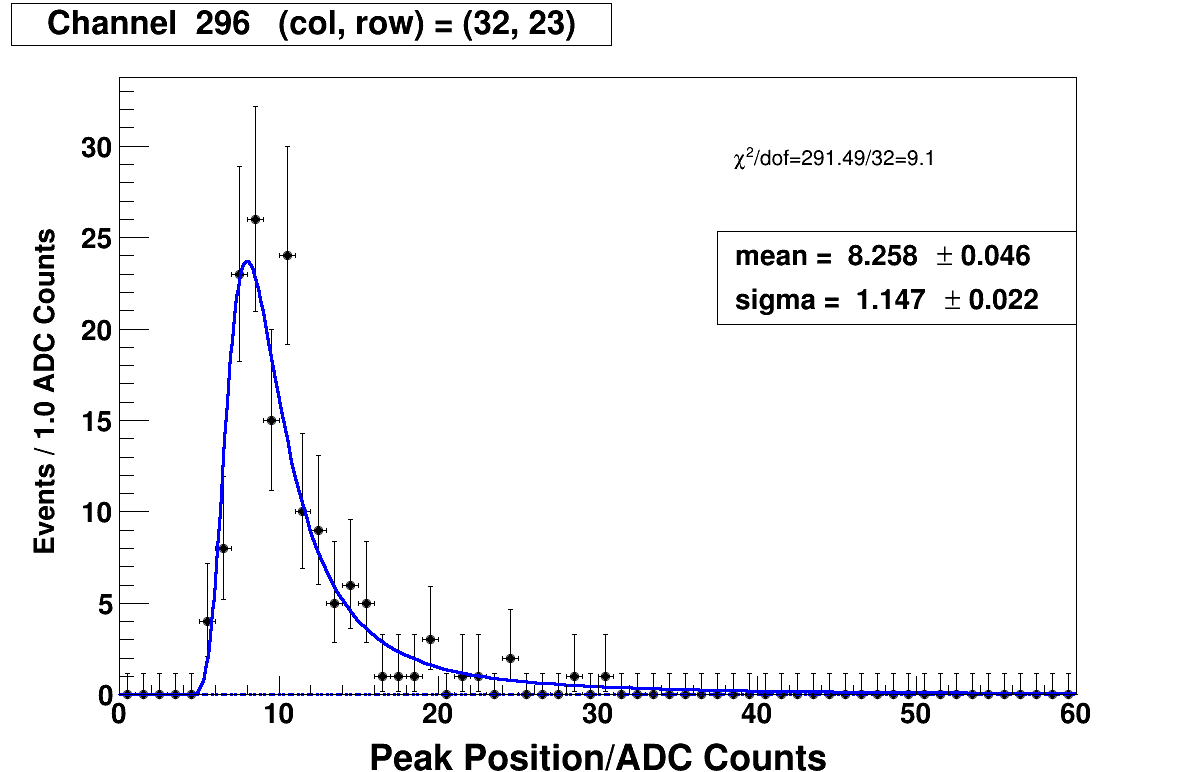 Channel 296 (col, row) = (32, 23)
χ²/dof=291.49/32=9.1
mean = 8.258 ± 0.046
sigma = 1.147 ± 0.022
Events / 1.0 ADC Counts
30
25
20
15
10
5
0
0 10 20 30 40 50 60
Peak Position/ADC Counts